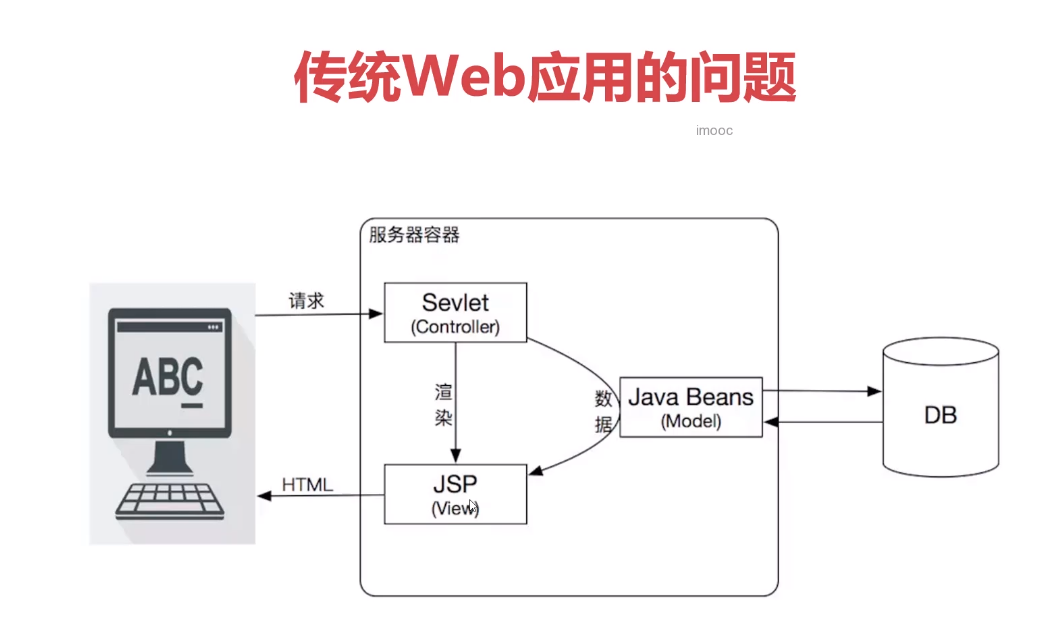 传统Web应用的问题
imooc
服务器容器
请求
Sevlet
(Controller)
ABC
渲
染
数
据
Java Beans
(Model)
DB
HTML
JSP
(View)